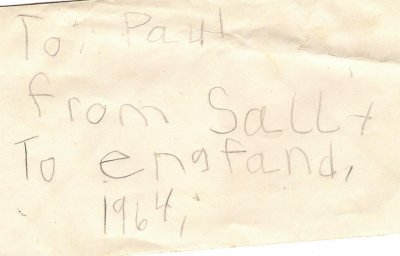 To: Paul
from Sally
To england,
1964,